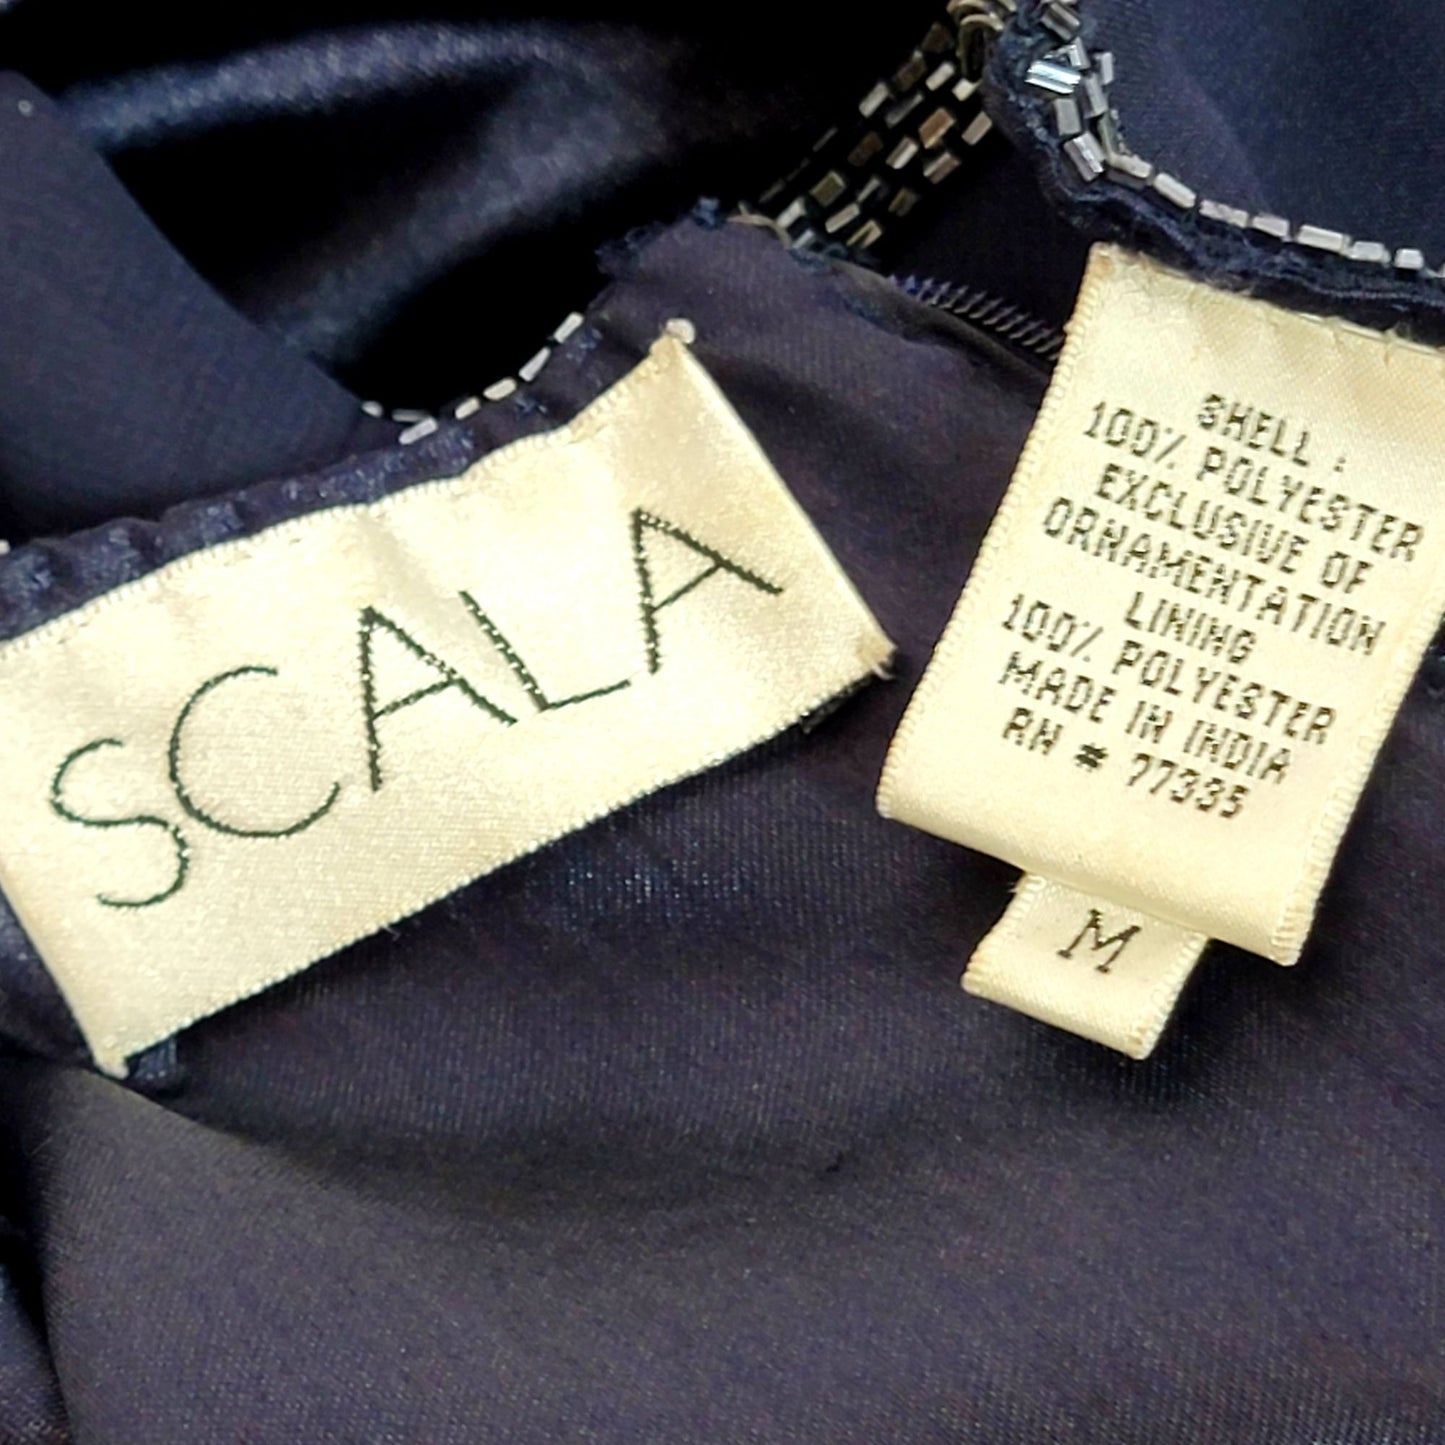 SCALA
SHELL :
100% POLYESTER
EXCLUSIVE OF
ORNAMENTATION
LINING
100% POLYESTER
MADE IN INDIA
RN # 77335
M